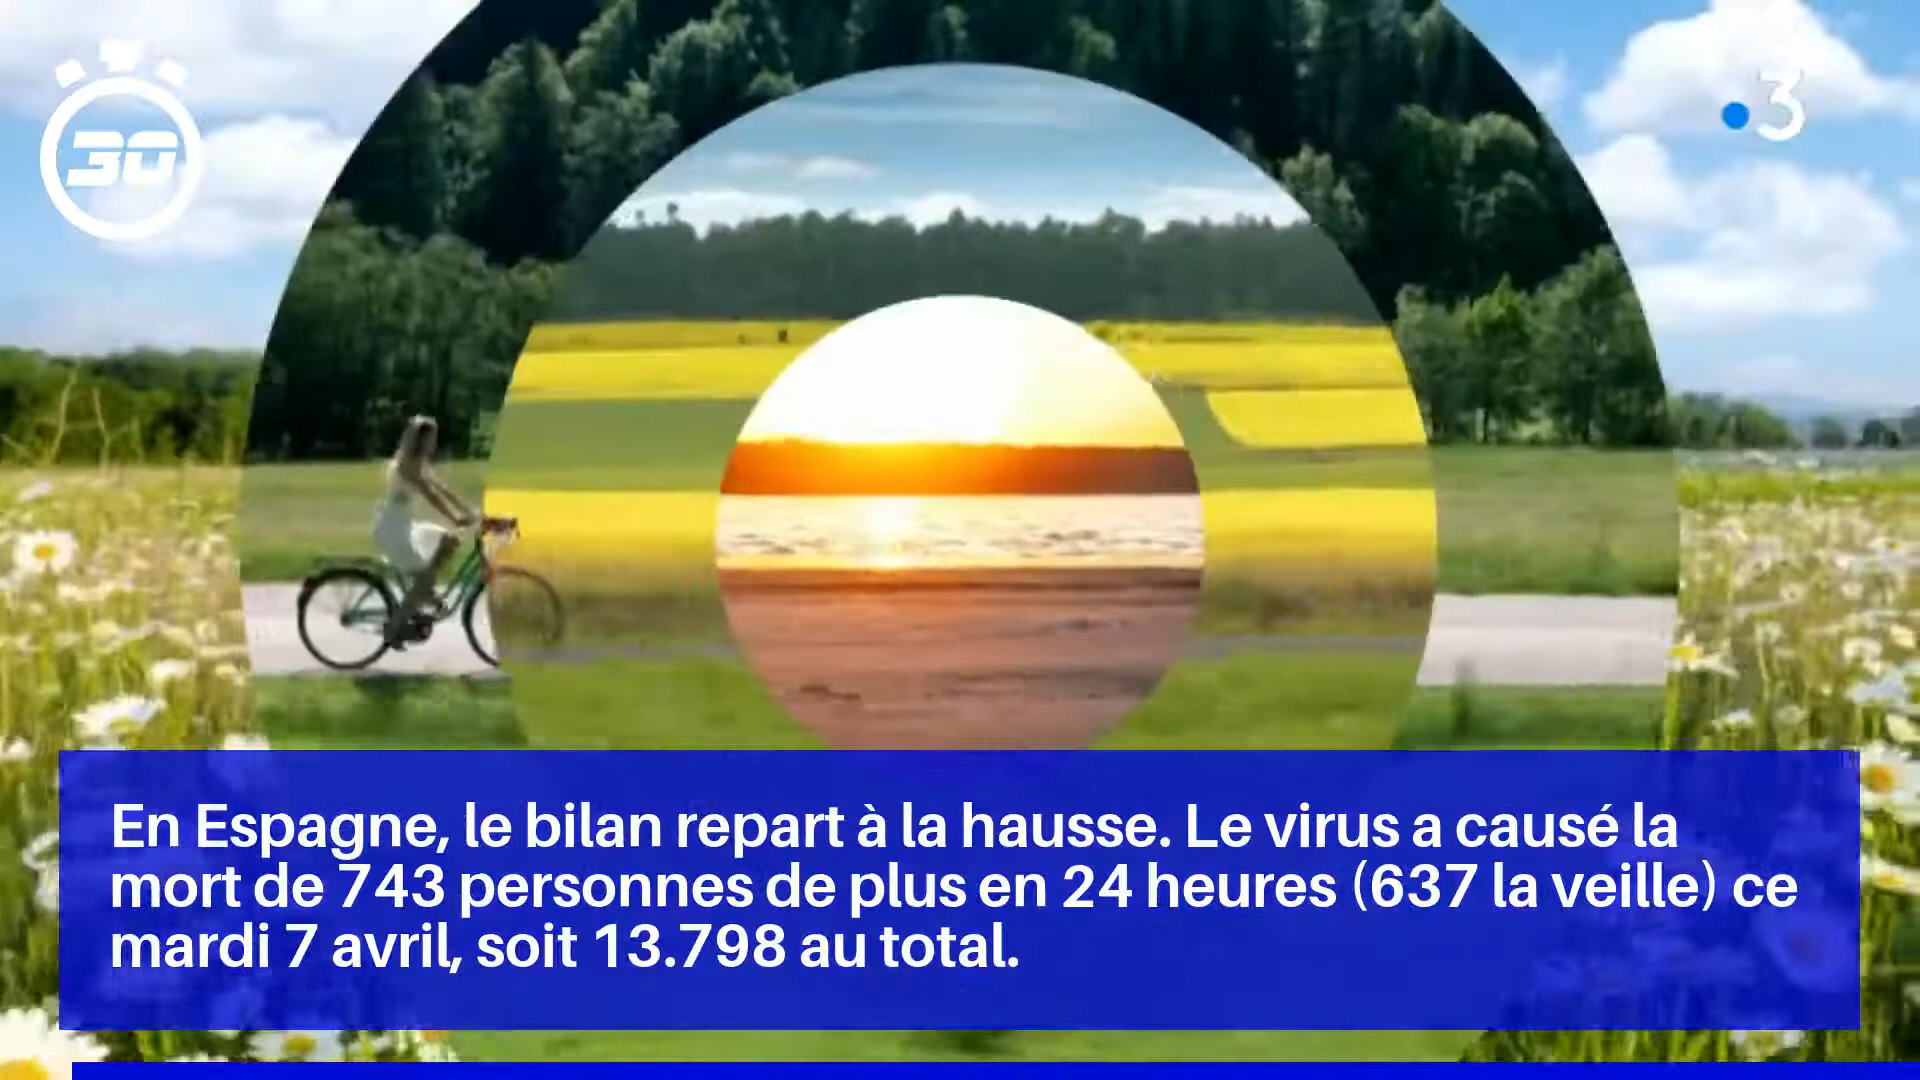 30
3
En Espagne, le bilan repart à la hausse. Le virus a causé la
mort de 743 personnes de plus en 24 heures (637 la veille) ce
mardi 7 avril, soit 13.798 au total.